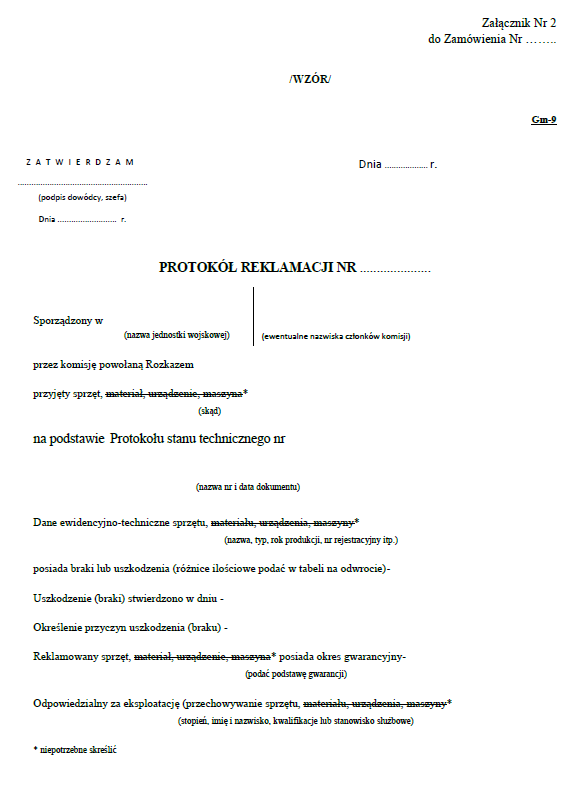 Załącznik Nr 2
do Zamówienia Nr ……..
/WZÓR/
Gm-9
Z A T W I E R D Z A M
Dnia ................... r.
........................................................
(podpis dowódcy, szefa)
Dnia .......................... r.
PROTOKÓŁ REKLAMACJI NR .....................
Sporządzony w
(nazwa jednostki wojskowej)
(ewentualne nazwiska członków komisji)
przez komisję powołaną Rozkazem
przyjęty sprzęt, materiał, urządzenie, maszyna*
(skąd)
na podstawie Protokołu stanu technicznego nr
(nazwa nr i data dokumentu)
Dane ewidencyjno-techniczne sprzętu, materiału, urządzenia, maszyny*
(nazwa, typ, rok produkcji, nr rejestracyjny itp.)
posiada braki lub uszkodzenia (różnice ilościowe podać w tabeli na odwrocie)-
Uszkodzenie (braki) stwierdzono w dniu -
Określenie przyczyn uszkodzenia (braku) -
Reklamowany sprzęt, materiał, urządzenie, maszyna* posiada okres gwarancyjny-
(podać podstawę gwarancji)
Odpowiedzialny za eksploatację (przechowywanie sprzętu, materiału, urządzenia, maszyny*
(stopień, imię i nazwisko, kwalifikacje lub stanowisko służbowe)
* niepotrzebne skreślić